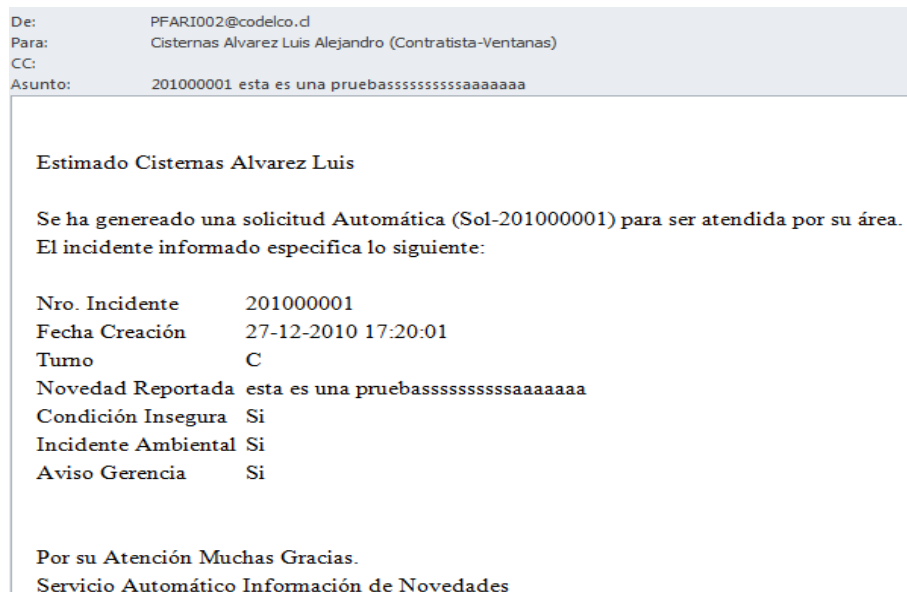 De: PFARI002@codelco.cl
Para: Cisternas Alvarez Luis Alejandro (Contratista-Ventanas)
CC:
Asunto: 201000001 esta es una pruebassssssssssaaaaaaa
Estimado Cisternas Alvarez Luis
Se ha genereado una solicitud Automática (Sol-201000001) para ser atendida por su área.
El incidente informado especifica lo siguiente:
Nro. Incidente 201000001
Fecha Creación 27-12-2010 17:20:01
Turno C
Novedad Reportada esta es una pruebassssssssssaaaaaaa
Condición Insegura Si
Incidente Ambiental Si
Aviso Gerencia Si
Por su Atención Muchas Gracias.
Servicio Automático Información de Novedades